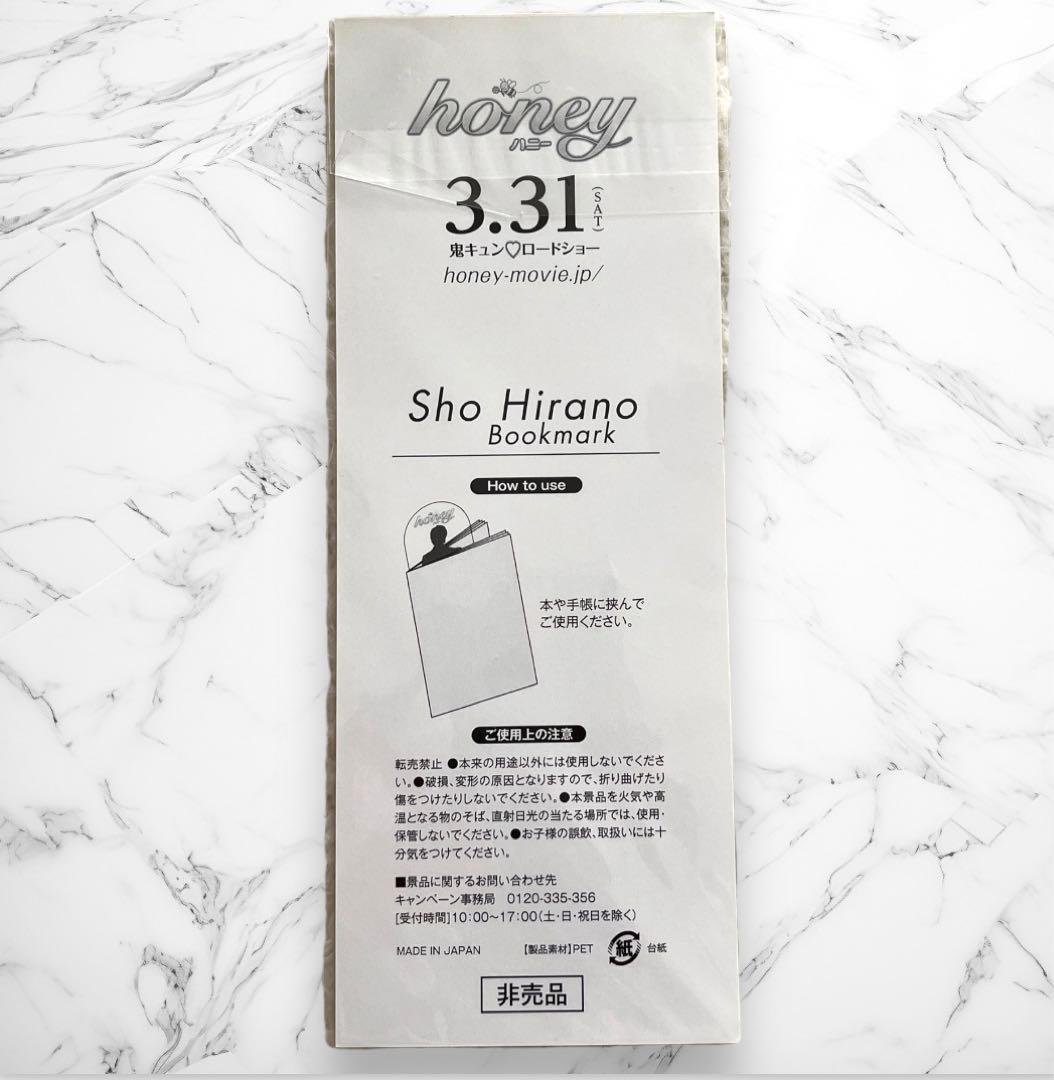 honey
ハニー
3.31(SAT)
鬼キュン♡ロードショー
honey-movie.jp/
Sho Hirano
Bookmark
How to use
honey
本や手帳に挟んで
ご使用ください。
ご使用上の注意
転売禁止 ●本来の用途以外には使用しないでくださ
い。●破損、変形の原因となりますので、折り曲げたり
傷をつけたりしないでください。●本景品を火気や高
温となる物のそば、直射日光の当たる場所では、使用・
保管しないでください。●お子様の誤飲、取扱いには十
分気をつけてください。
■景品に関するお問い合わせ先
キャンペーン事務局 0120-335-356
[受付時間]10:00〜17:00(土・日・祝日を除く)
MADE IN JAPAN 【製品素材】PET 紙 台紙
非売品